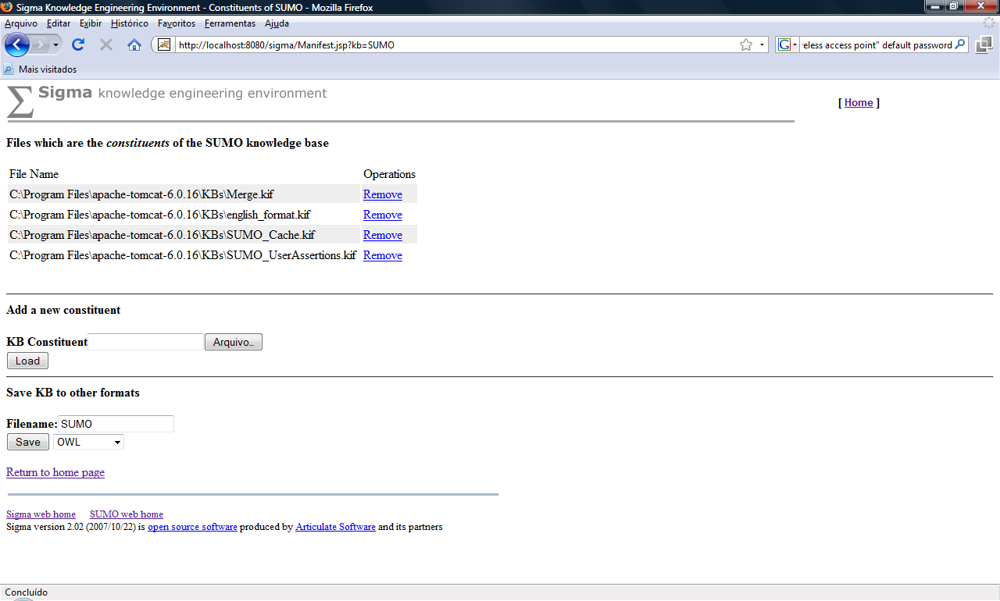 Sigma Knowledge Engineering Environment - Constituents of SUMO - Mozilla Firefox
Arquivo Editar Exibir Histórico Favoritos Ferramentas Ajuda
http://localhost:8080/sigma/Manifest.jsp?kb=SUMO
G
eless access point" default password
Mais visitados
Σ Sigma knowledge engineering environment
[ Home ]
Files which are the constituents of the SUMO knowledge base
File Name Operations
C:\Program Files\apache-tomcat-6.0.16\KBs\Merge.kif Remove
C:\Program Files\apache-tomcat-6.0.16\KBs\english_format.kif Remove
C:\Program Files\apache-tomcat-6.0.16\KBs\SUMO_Cache.kif Remove
C:\Program Files\apache-tomcat-6.0.16\KBs\SUMO_UserAssertions.kif Remove
Add a new constituent
KB Constituent Arquivo...
Load
Save KB to other formats
Filename: SUMO
Save OWL
Return to home page
Sigma web home SUMO web home
Sigma version 2.02 (2007/10/22) is open source software produced by Articulate Software and its partners
Concluído